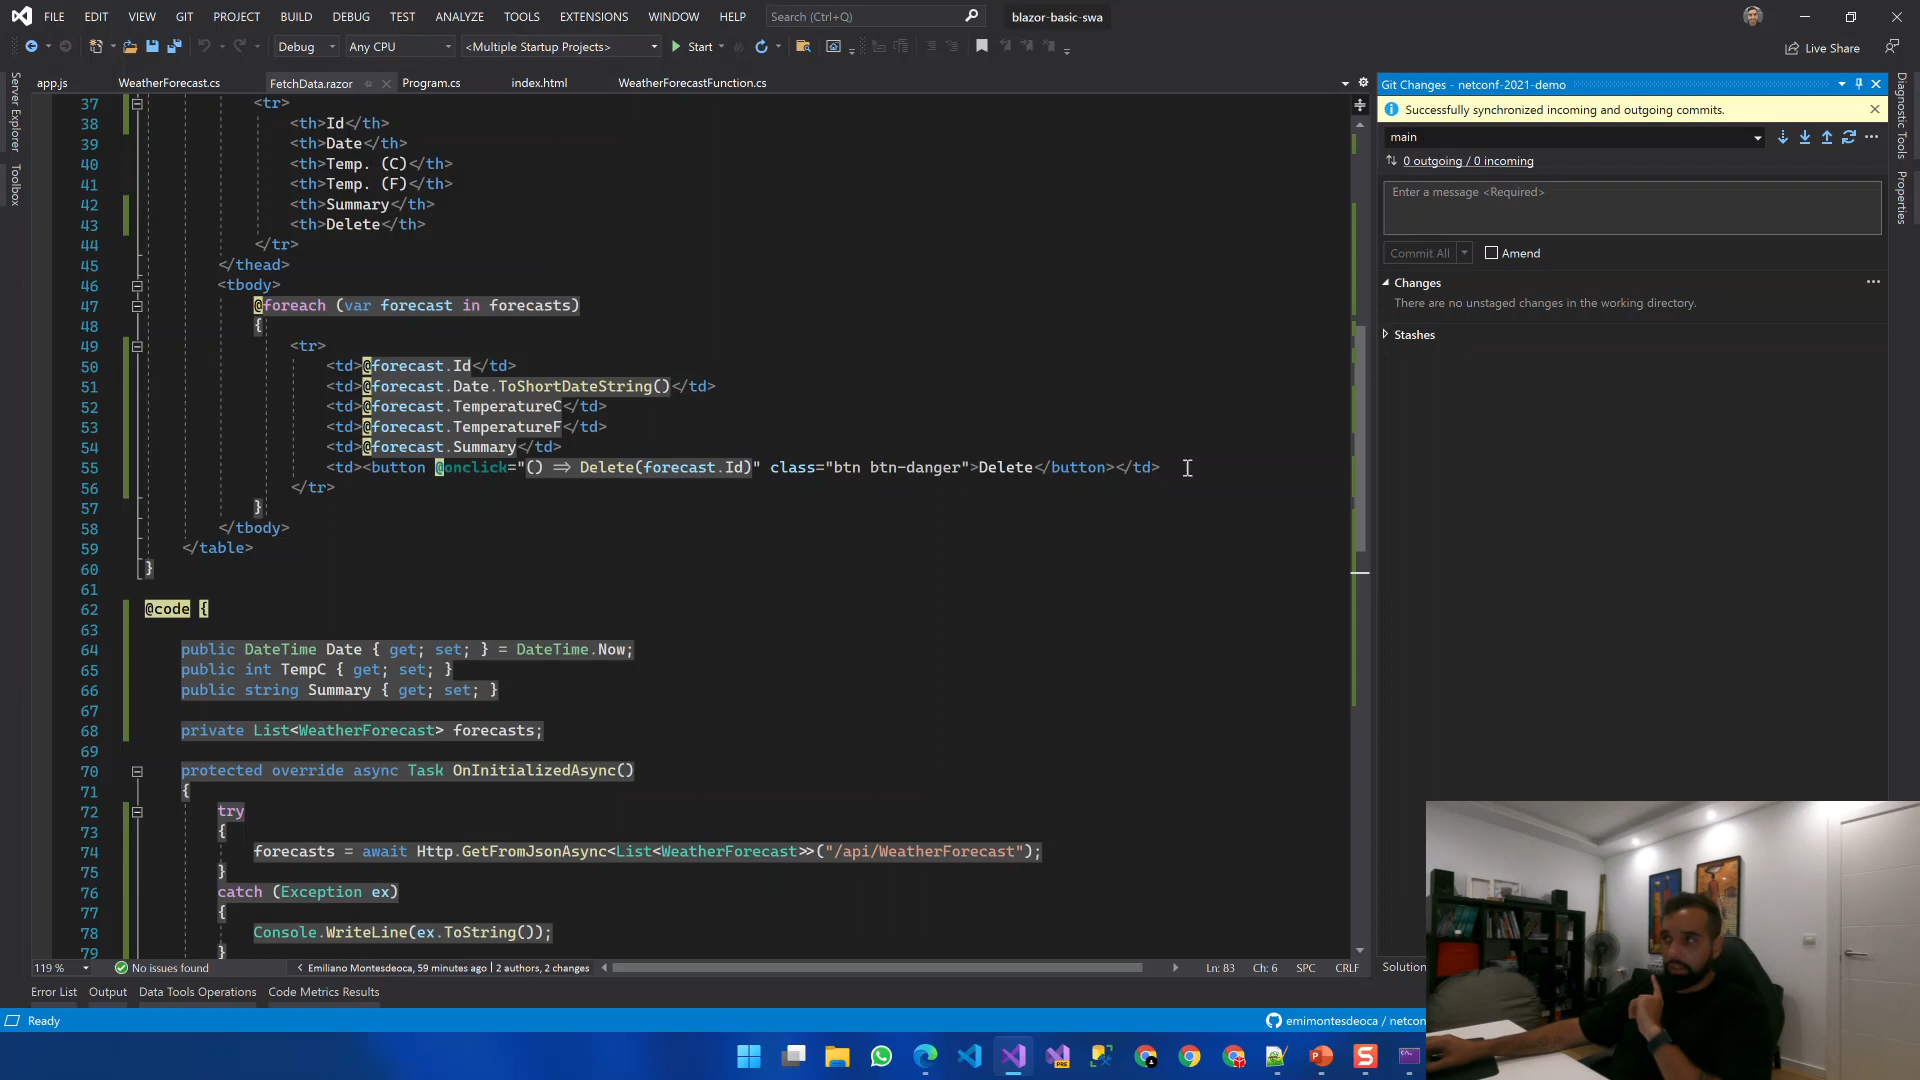 FILE EDIT VIEW GIT PROJECT BUILD DEBUG TEST ANALYZE TOOLS EXTENSIONS WINDOW HELP Search (Ctrl+Q) blazor-basic-swa
Debug Any CPU <Multiple Startup Projects> Start Live Share
app.js WeatherForecast.cs FetchData.razor Program.cs index.html WeatherForecastFunction.cs
Server Explorer
Toolbox
37 <tr>
38 <th>Id</th>
39 <th>Date</th>
40 <th>Temp. (C)</th>
41 <th>Temp. (F)</th>
42 <th>Summary</th>
43 <th>Delete</th>
44 </tr>
45 </thead>
46 <tbody>
47 @foreach (var forecast in forecasts)
48 {
49 <tr>
50 <td>@forecast.Id</td>
51 <td>@forecast.Date.ToShortDateString()</td>
52 <td>@forecast.TemperatureC</td>
53 <td>@forecast.TemperatureF</td>
54 <td>@forecast.Summary</td>
55 <td><button @onclick="() => Delete(forecast.Id)" class="btn btn-danger">Delete</button></td>
56 </tr>
57 }
58 </tbody>
59 </table>
60 }
61
62 @code {
63
64 public DateTime Date { get; set; } = DateTime.Now;
65 public int TempC { get; set; }
66 public string Summary { get; set; }
67
68 private List<WeatherForecast> forecasts;
69
70 protected override async Task OnInitializedAsync()
71 {
72 try
73 {
74 forecasts = await Http.GetFromJsonAsync<List<WeatherForecast>>("/api/WeatherForecast");
75 }
76 catch (Exception ex)
77 {
78 Console.WriteLine(ex.ToString());
79 }
119 % No issues found Emiliano Montesdeoca, 59 minutes ago | 2 authors, 2 changes Ln: 83 Ch: 6 SPC CRLF
Git Changes - netconf-2021-demo
Successfully synchronized incoming and outgoing commits.
main
0 outgoing / 0 incoming
Enter a message <Required>
Commit All Amend
Changes
There are no unstaged changes in the working directory.
Stashes
Diagnostic Tools
Properties
Error List Output Data Tools Operations Code Metrics Results
Ready emimontesdeoca / netcon
PRE